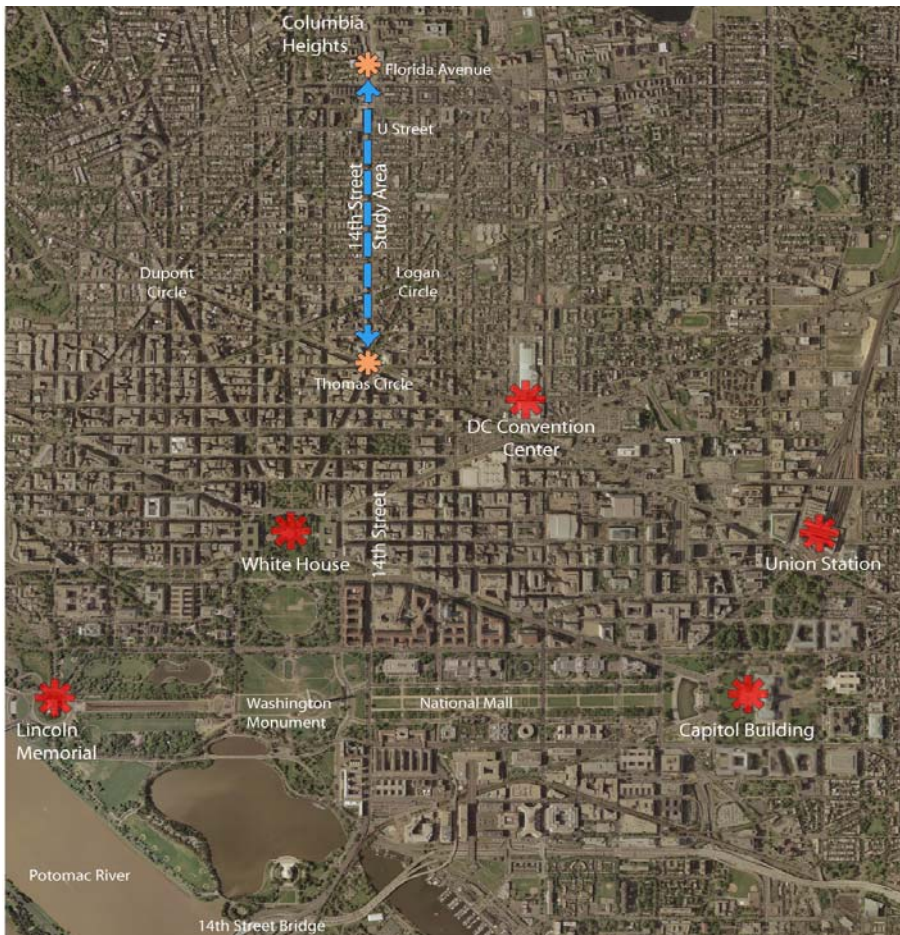 Columbia
Heights
Florida Avenue
U Street
14th Street
Study Area
Dupont
Circle
Logan
Circle
Thomas Circle
DC Convention
Center
14th Street
White House
Union Station
Washington
Monument
National Mall
Lincoln
Memorial
Capitol Building
Potomac River
14th Street Bridge